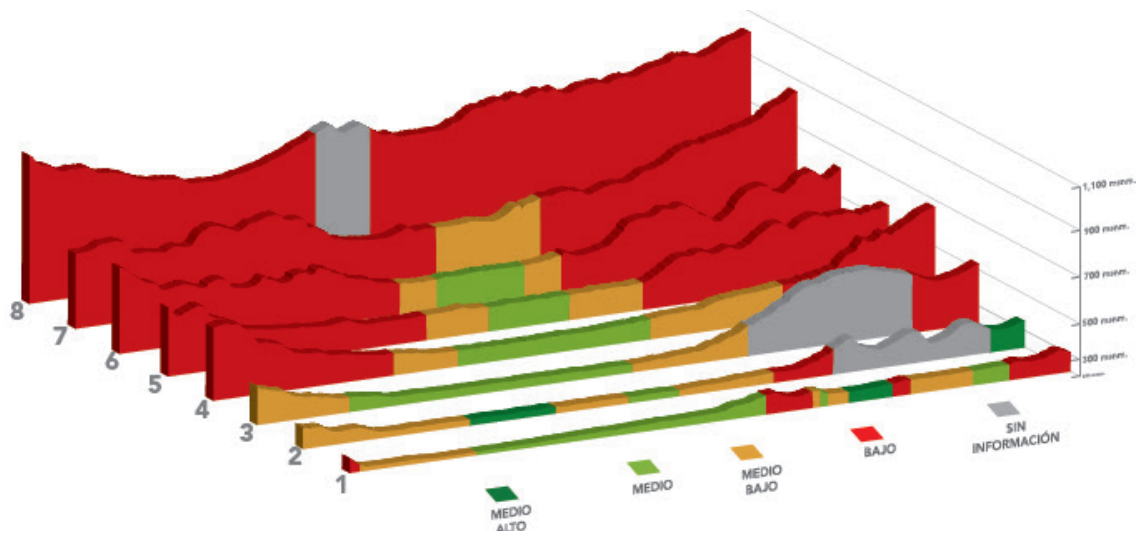 1,100 msnm.
900 msnm.
700 msnm.
500 msnm.
300 msnm.
8
7
6
5
4
3
2
1
MEDIO
ALTO
MEDIO
MEDIO
BAJO
BAJO
SIN
INFORMACIÓN